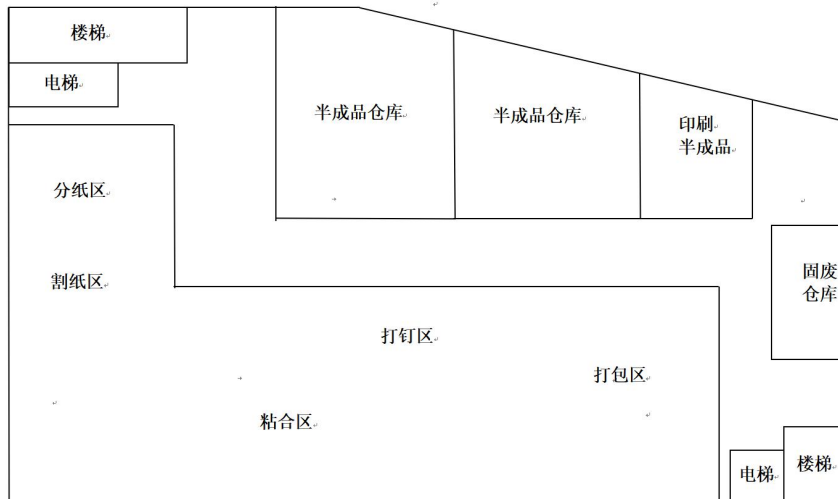 楼梯
电梯
半成品仓库
半成品仓库
印刷
半成品
分纸区
割纸区
固废
仓库
打钉区
打包区
粘合区
电梯
楼梯